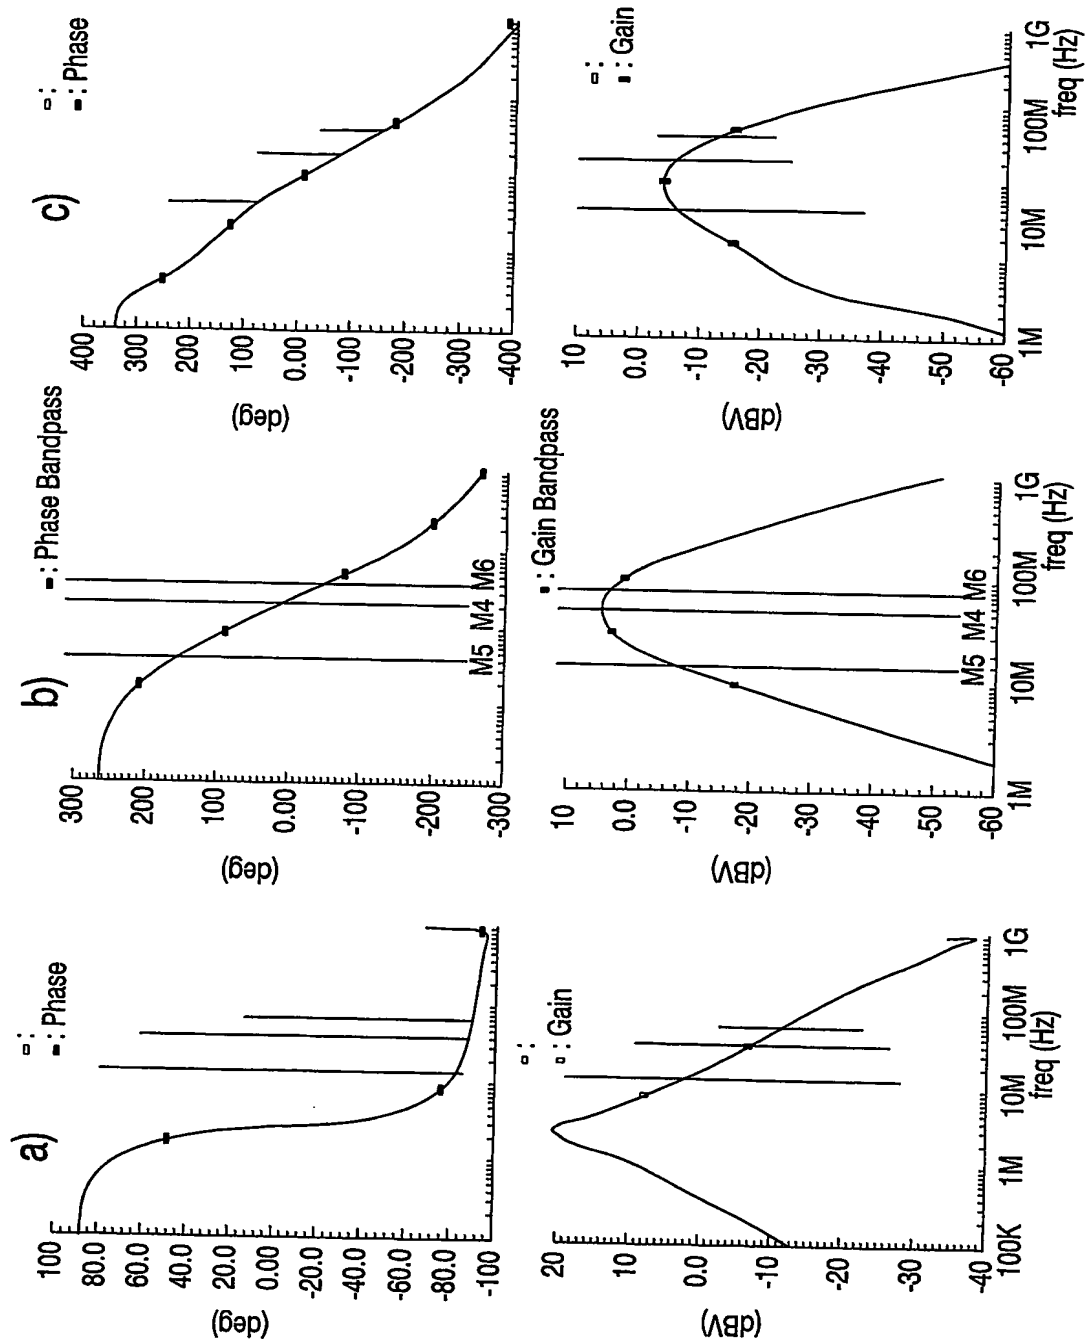 a)
▯:
▪: Phase
100
80.0
60.0
40.0
20.0
0.00
-20.0
-40.0
-60.0
-80.0
-100
(deg)
▯:
▯: Gain
20
10
0.0
-10
-20
-30
-40
(dBV)
100K
1M
10M
100M
1G
freq (Hz)
b)
▪: Phase Bandpass
300
200
100
0.00
-100
-200
-300
(deg)
M5
M4
M6
▪: Gain Bandpass
10
0.0
-10
-20
-30
-40
-50
-60
(dBV)
M5
M4
M6
1M
10M
100M
1G
freq (Hz)
c)
▯:
▪: Phase
400
300
200
100
0.00
-100
-200
-300
-400
(deg)
▯:
▪: Gain
10
0.0
-10
-20
-30
-40
-50
-60
(dBV)
1M
10M
100M
1G
freq (Hz)